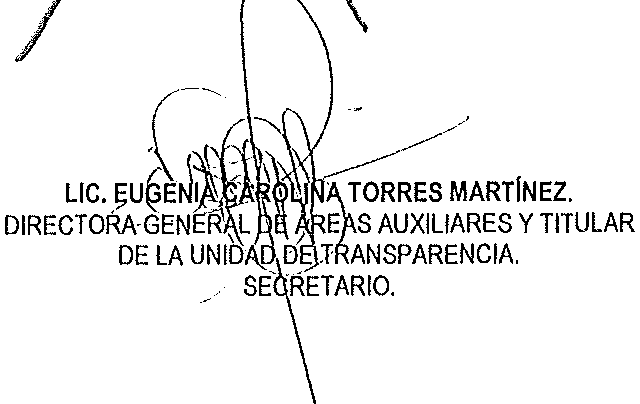 LIC. EUGENIA CAROLINA TORRES MARTÍNEZ.
DIRECTORA GENERAL DE ÁREAS AUXILIARES Y TITULAR
DE LA UNIDAD DE TRANSPARENCIA.
SECRETARIO.